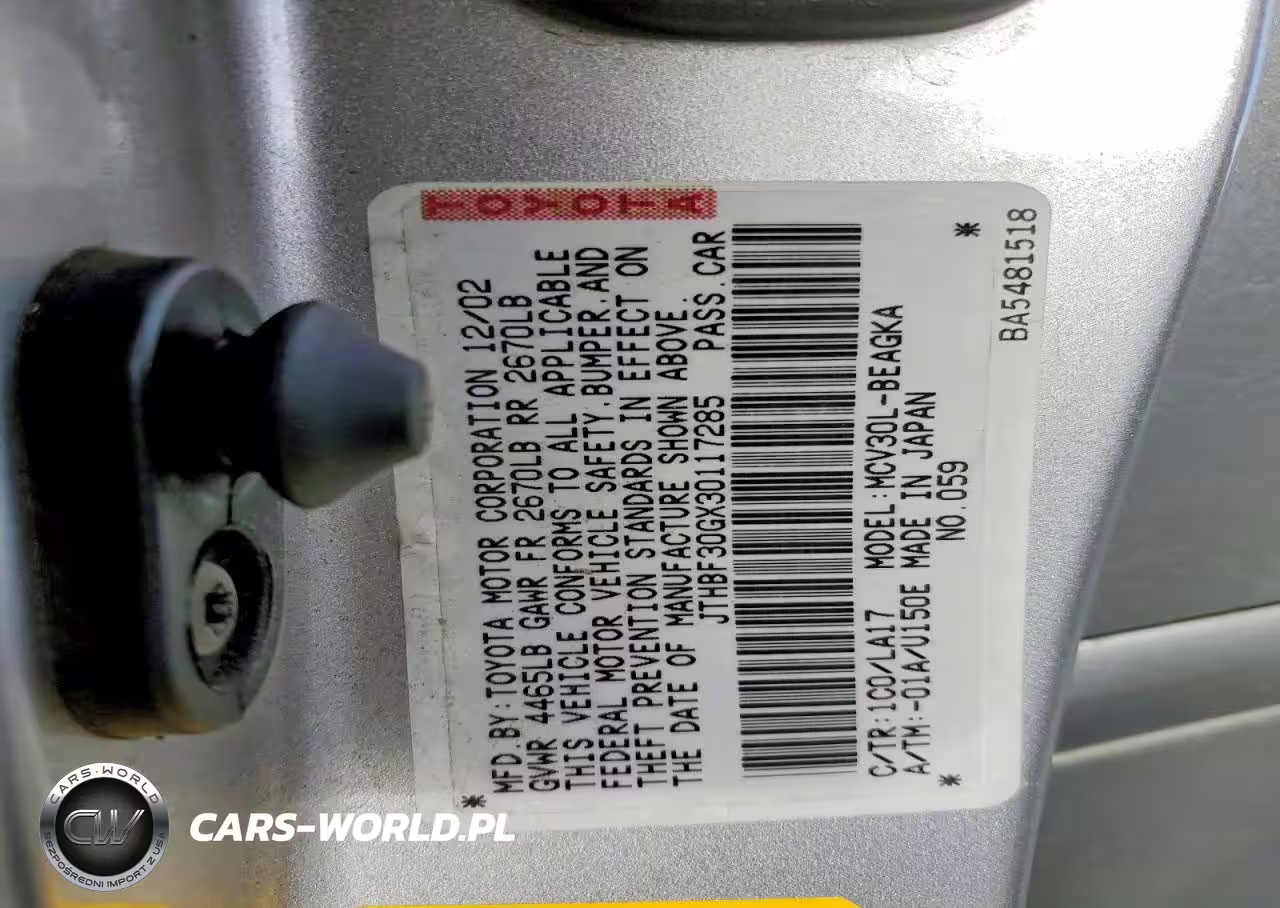 TOYOTA
MFD.BY:TOYOTA MOTOR CORPORATION 12/02
GVWR 4465LB GAWR FR 2670LB RR 2670LB
THIS VEHICLE CONFORMS TO ALL APPLICABLE
FEDERAL MOTOR VEHICLE SAFETY,BUMPER,AND
THEFT PREVENTION STANDARDS IN EFFECT ON
THE DATE OF MANUFACTURE SHOWN ABOVE.
JTHBF30GX30117285 PASS.CAR
C/TR:1C0/LA17 MODEL:MCV30L-BEAGKA
A/TM:-01A/U150E MADE IN JAPAN
NO.059
BA5481518
CARS-WORLD
CW
BEZPOŚREDNI IMPORT Z USA
CARS-WORLD.PL